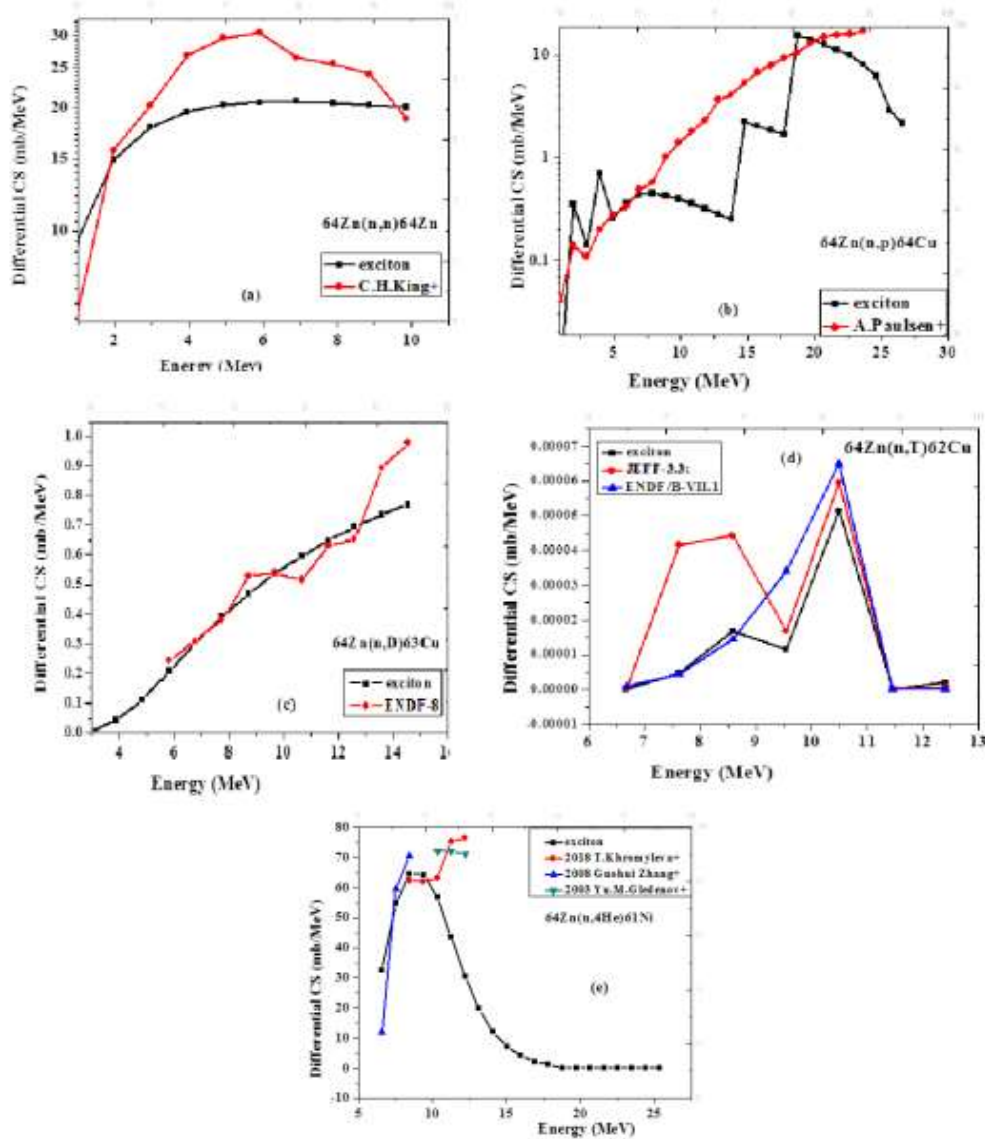 30
25
20
15
10
Differential CS (mb/MeV)
64Zn(n,n)64Zn
exciton
C.H.King+
(a)
2 4 6 8 10
Energy (Mev)
10
1
0.1
Differential CS (mb/MeV)
64Zn(n,p)64Cu
exciton
A.Paulsen+
(b)
5 10 15 20 25 30
Energy (MeV)
1.0
0.9
0.8
0.7
0.6
0.5
0.4
0.3
0.2
0.1
0.0
Differential CS (mb/MeV)
64Zn(n,D)63Cu
exciton
ENDF-8
(c)
4 6 8 10 12 14 16
Energy (MeV)
64Zn(n,T)62Cu
exciton
JEFF-3.3:
ENDF/B-VII.1
(d)
0.00007
0.00006
0.00005
0.00004
0.00003
0.00002
0.00001
0.00000
-0.00001
Differential CS (mb/MeV)
6 7 8 9 10 11 12 13
Energy (MeV)
80
70
60
50
40
30
20
10
0
-10
Differential CS (mb/MeV)
exciton
2018 T.Khromyleva+
2008 Guohui Zhang+
2003 Yu.M.Gledenov+
64Zn(n,4He)61Ni
(e)
5 10 15 20 25
Energy (MeV)